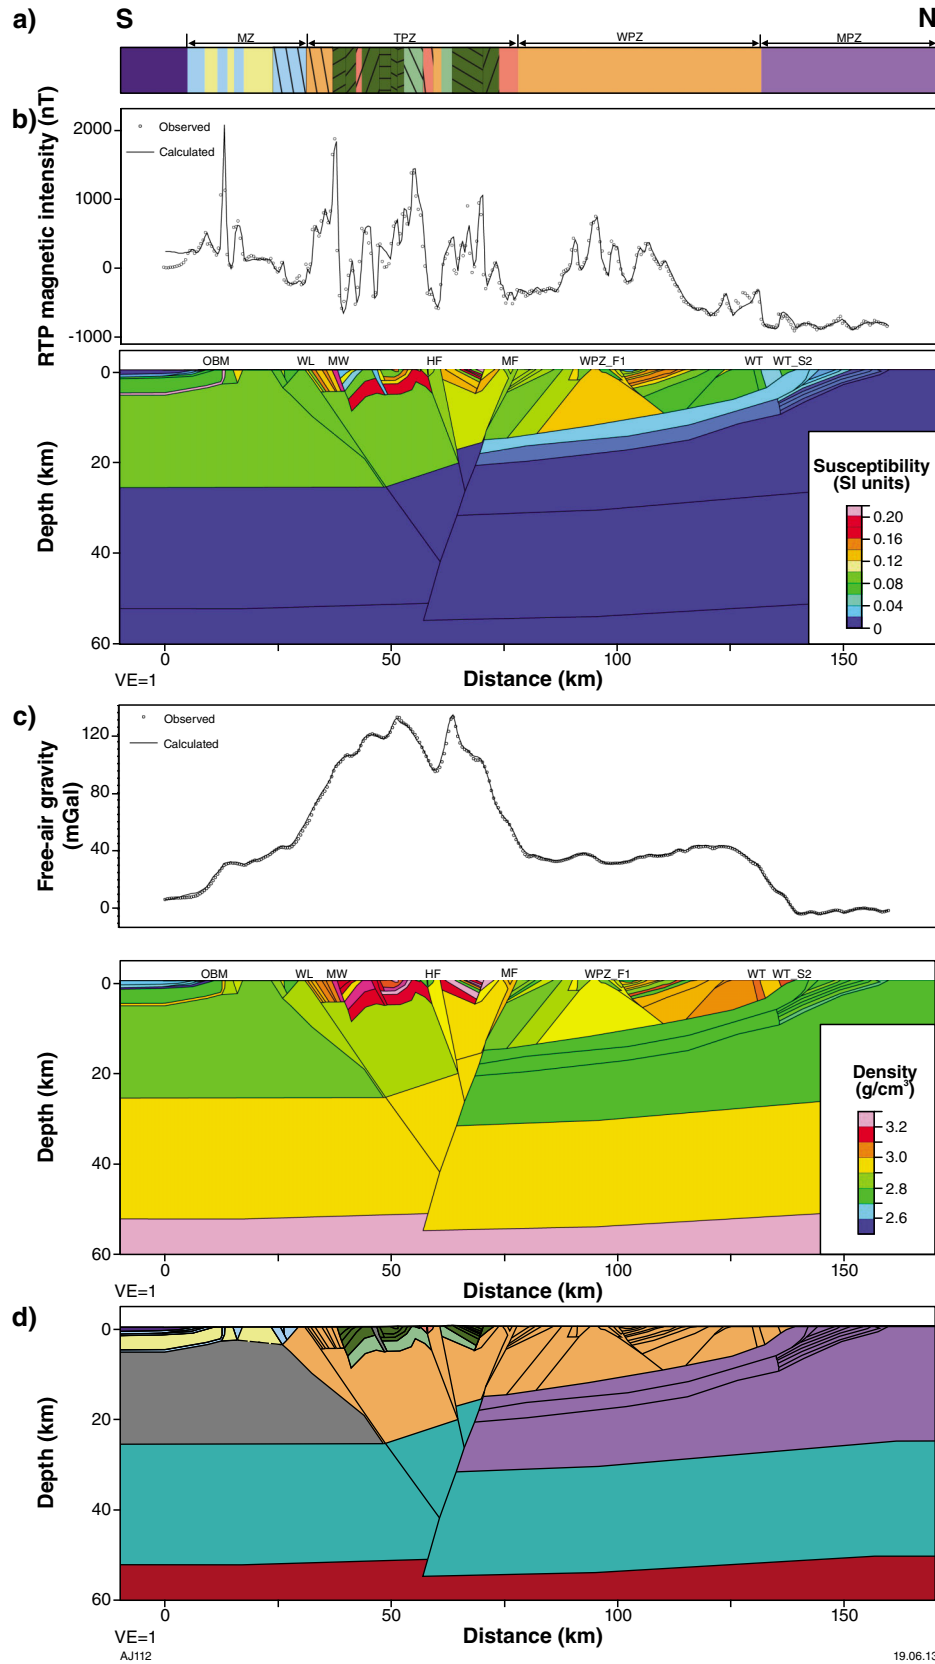 a)
S
N
MZ
TPZ
WPZ
MPZ
b)
RTP magnetic intensity (nT)
2000
1000
0
-1000
Observed
Calculated
OBM
WL
MW
HF
MF
WPZ_F1
WT
WT_S2
Depth (km)
0
20
40
60
Susceptibility
(SI units)
0.20
0.16
0.12
0.08
0.04
0
0
50
100
150
VE=1
Distance (km)
c)
Free-air gravity
(mGal)
120
80
40
0
Observed
Calculated
OBM
WL
MW
HF
MF
WPZ_F1
WT
WT_S2
Depth (km)
0
20
40
60
Density
(g/cm³)
3.2
3.0
2.8
2.6
0
50
100
150
VE=1
Distance (km)
d)
Depth (km)
0
20
40
60
0
50
100
150
VE=1
Distance (km)
AJ112
19.06.13